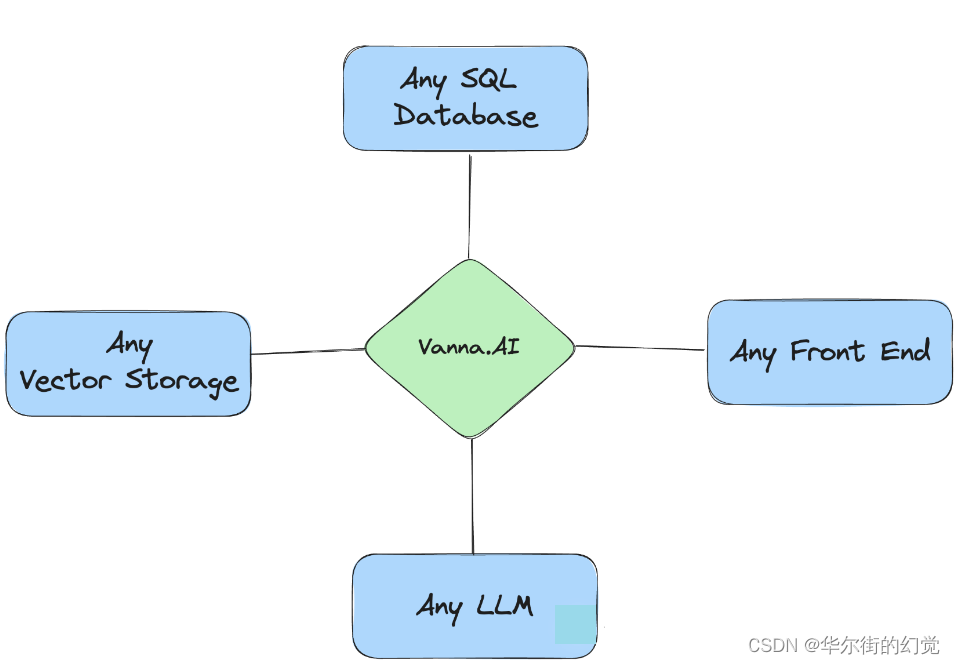 Any SQL
Database
Any
Vector Storage
Vanna.AI
Any Front End
Any LLM
CSDN @华尔街的幻觉